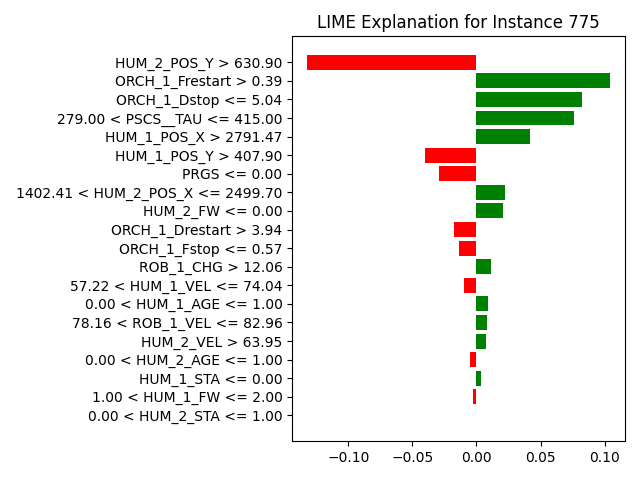 LIME Explanation for Instance 775
HUM_2_POS_Y > 630.90
ORCH_1_Frestart > 0.39
ORCH_1_Dstop <= 5.04
279.00 < PSCS__TAU <= 415.00
HUM_1_POS_X > 2791.47
HUM_1_POS_Y > 407.90
PRGS <= 0.00
1402.41 < HUM_2_POS_X <= 2499.70
HUM_2_FW <= 0.00
ORCH_1_Drestart > 3.94
ORCH_1_Fstop <= 0.57
ROB_1_CHG > 12.06
57.22 < HUM_1_VEL <= 74.04
0.00 < HUM_1_AGE <= 1.00
78.16 < ROB_1_VEL <= 82.96
HUM_2_VEL > 63.95
0.00 < HUM_2_AGE <= 1.00
HUM_1_STA <= 0.00
1.00 < HUM_1_FW <= 2.00
0.00 < HUM_2_STA <= 1.00
−0.10 −0.05 0.00 0.05 0.10